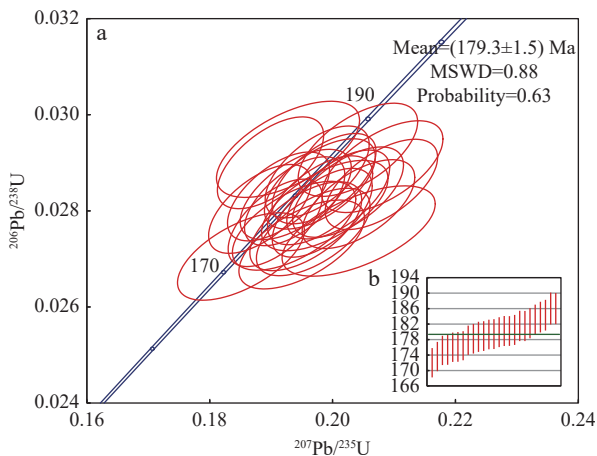 0.032
a
Mean=(179.3±1.5) Ma
MSWD=0.88
Probability=0.63
190
0.030
206Pb/238U
0.028
170
0.026
b
194
190
186
182
178
174
170
166
0.024
0.16
0.18
0.20
0.22
0.24
207Pb/235U